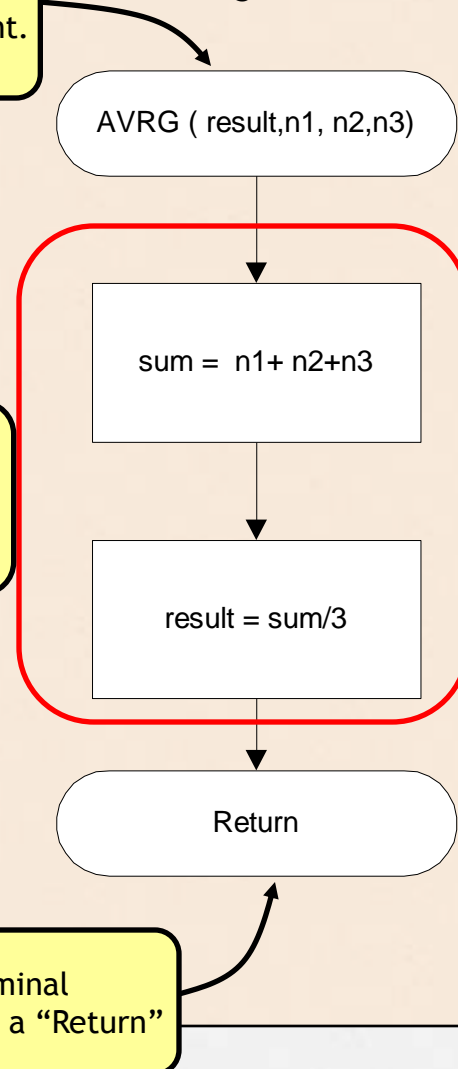 nt.
AVRG ( result,n1, n2,n3)
sum = n1+ n2+n3
result = sum/3
Return
minal
a “Return”